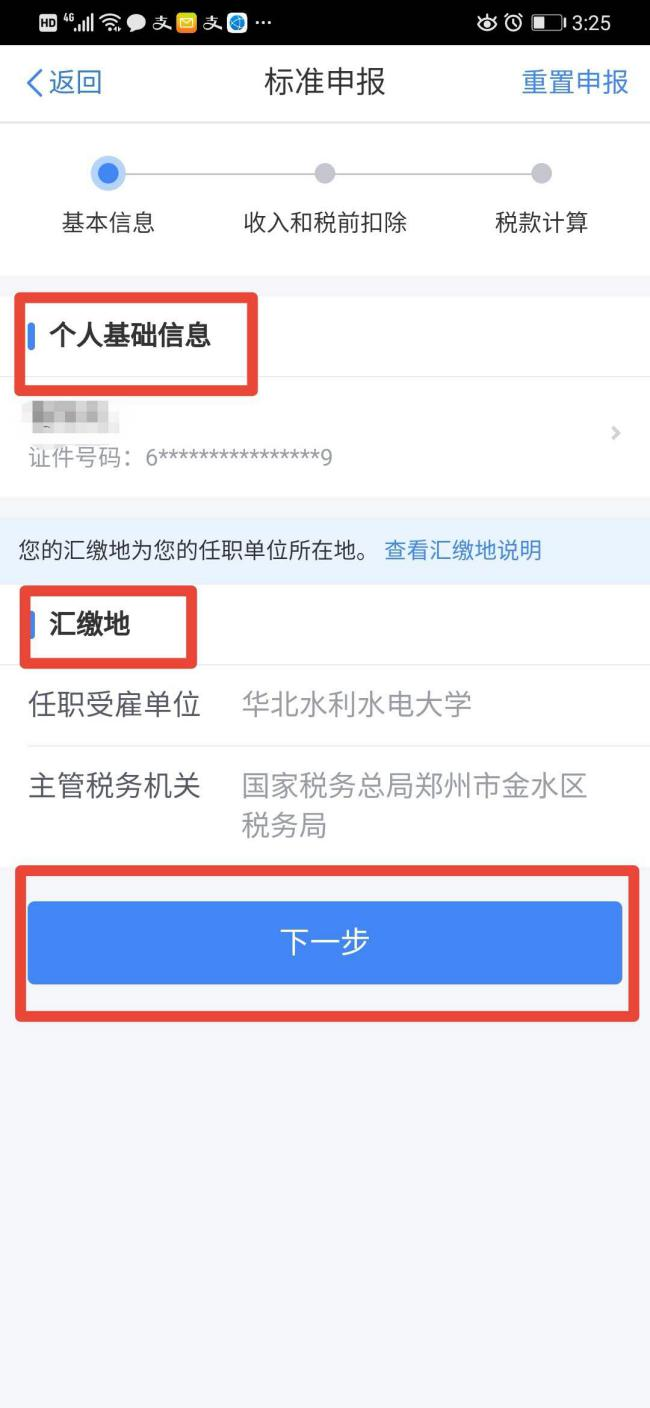 HD 4G 支 支 ··· 3:25
返回 标准申报 重置申报
基本信息 收入和税前扣除 税款计算
个人基础信息
证件号码：6****************9
您的汇缴地为您的任职单位所在地。 查看汇缴地说明
汇缴地
任职受雇单位 华北水利水电大学
主管税务机关 国家税务总局郑州市金水区
税务局
下一步